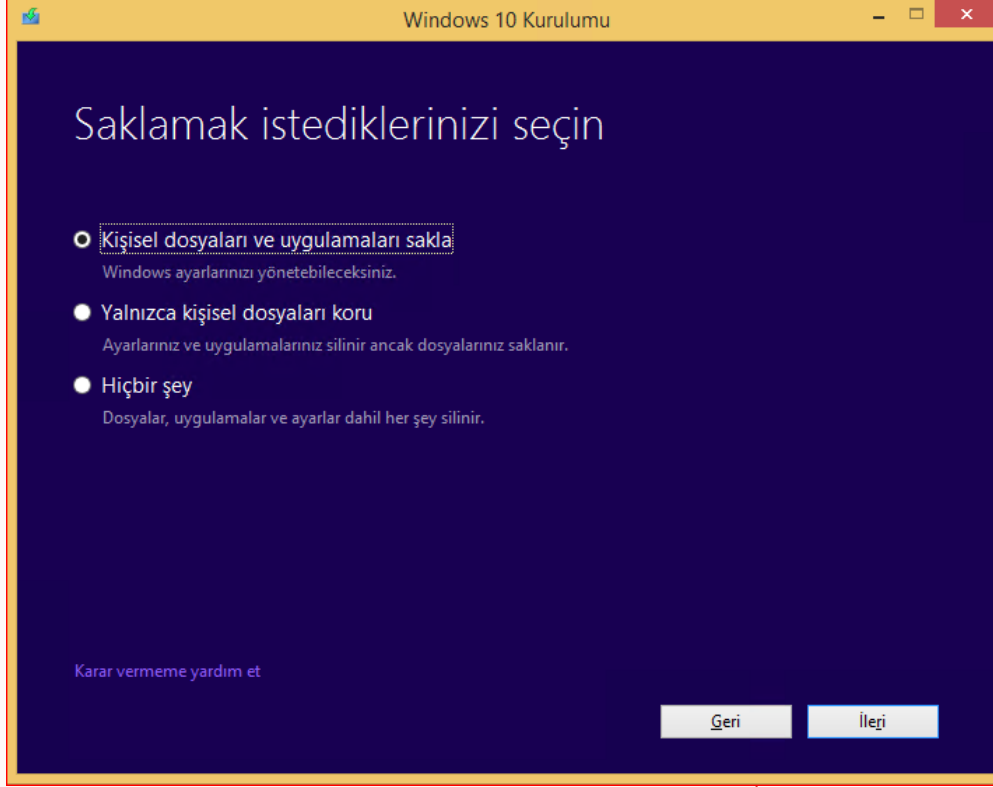 Windows 10 Kurulumu
Saklamak istediklerinizi seçin
Kişisel dosyaları ve uygulamaları sakla
Windows ayarlarınızı yönetebileceksiniz.
Yalnızca kişisel dosyaları koru
Ayarlarınız ve uygulamalarınız silinir ancak dosyalarınız saklanır.
Hiçbir şey
Dosyalar, uygulamalar ve ayarlar dahil her şey silinir.
Karar vermeme yardım et
Geri
İleri